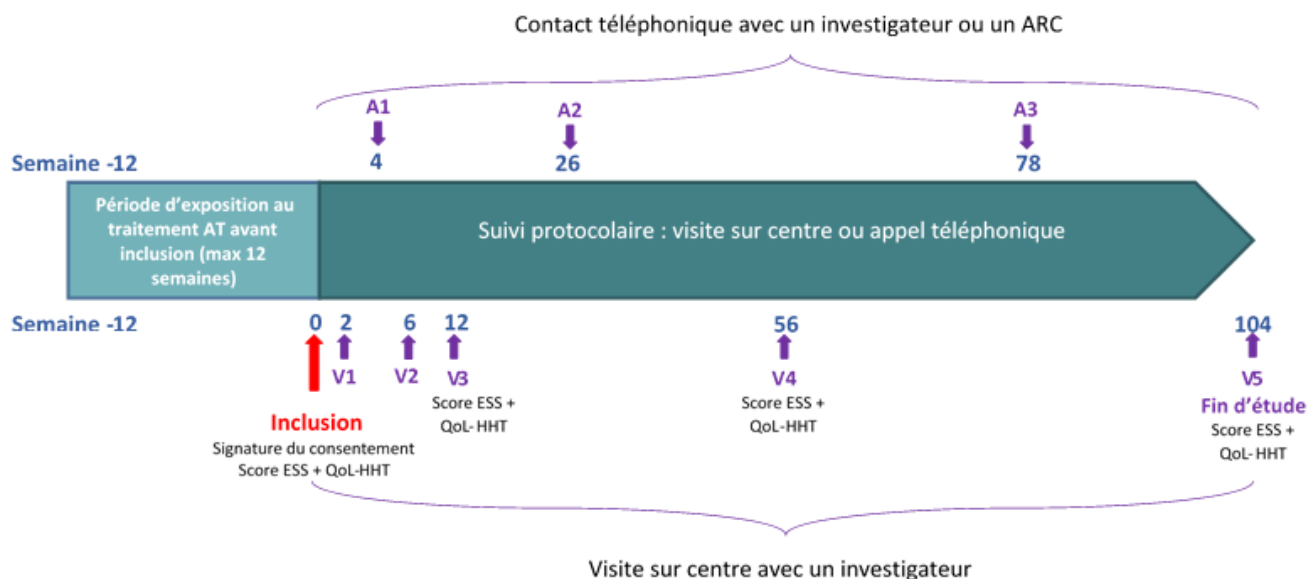 Contact téléphonique avec un investigateur ou un ARC
A1
A2
A3
Semaine -12
4
26
78
Période d'exposition au
traitement AT avant
inclusion (max 12
semaines)
Suivi protocolaire : visite sur centre ou appel téléphonique
Semaine -12
0
2
6
12
56
104
V1
V2
V3
V4
V5
Score ESS +
QoL-HHT
Score ESS +
QoL-HHT
Fin d'étude
Score ESS +
QoL-HHT
Inclusion
Signature du consentement
Score ESS + QoL-HHT
Visite sur centre avec un investigateur